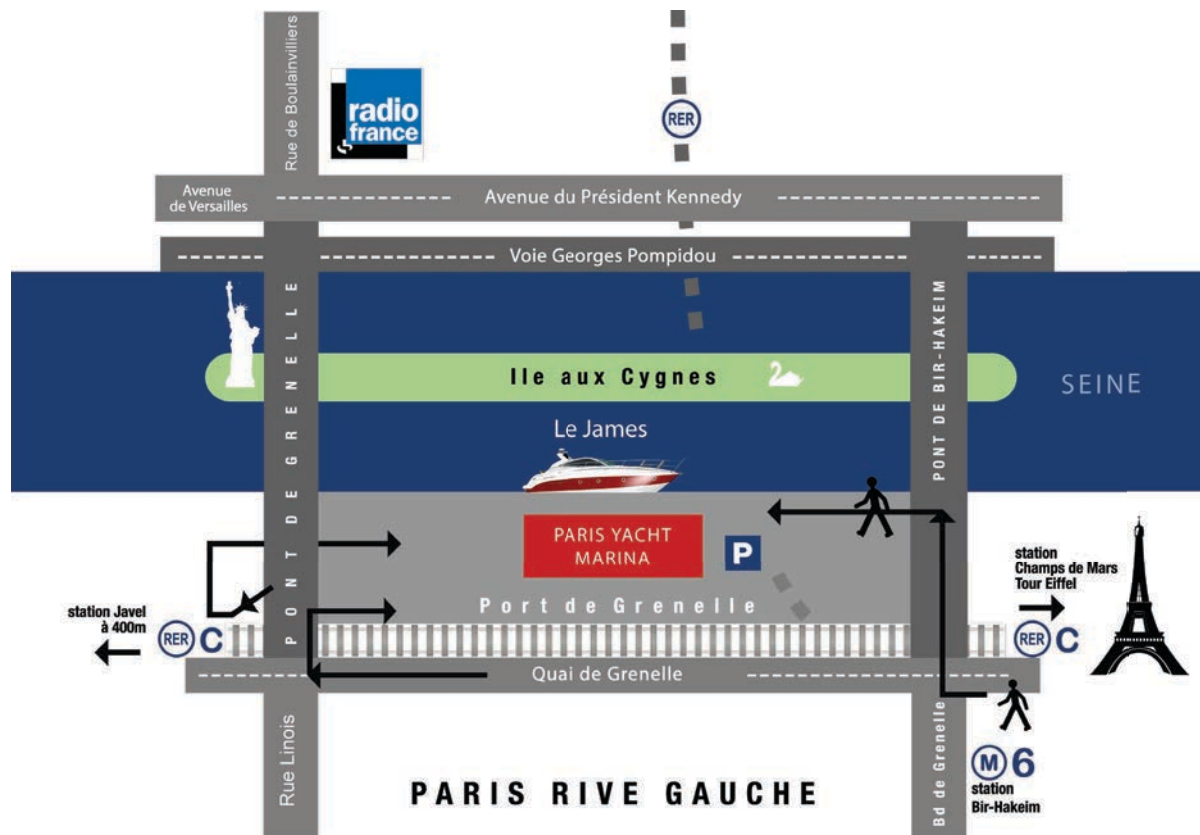 Rue de Boulainvilliers
radio
france
RER
Avenue
de Versailles
Avenue du Président Kennedy
Voie Georges Pompidou
PONT DE GRENELLE
PONT DE BIR-HAKEIM
Ile aux Cygnes
SEINE
Le James
PARIS YACHT
MARINA
P
station
Champs de Mars
Tour Eiffel
Port de Grenelle
station Javel
à 400m
RER C
RER C
Quai de Grenelle
Rue Linois
Bd de Grenelle
M 6
station
Bir-Hakeim
PARIS RIVE GAUCHE